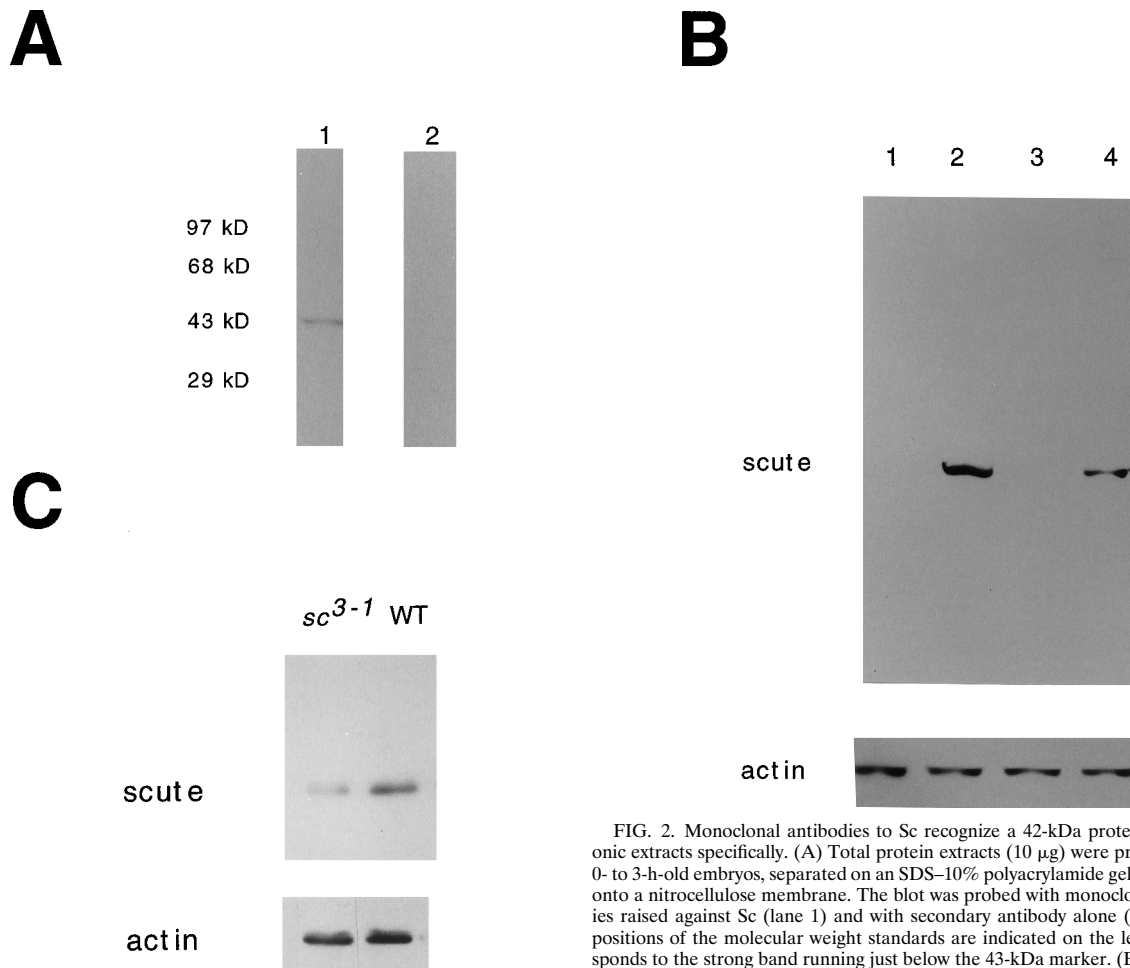 A
B
1 2
1 2 3 4
97 kD
68 kD
43 kD
29 kD
scute
C
sc3-1 WT
scute
actin
actin
FIG. 2. Monoclonal antibodies to Sc recognize a 42-kDa prote
onic extracts specifically. (A) Total protein extracts (10 μg) were pr
0- to 3-h-old embryos, separated on an SDS–10% polyacrylamide gel
onto a nitrocellulose membrane. The blot was probed with monoclo
ies raised against Sc (lane 1) and with secondary antibody alone (
positions of the molecular weight standards are indicated on the le
sponds to the strong band running just below the 43-kDa marker. (B